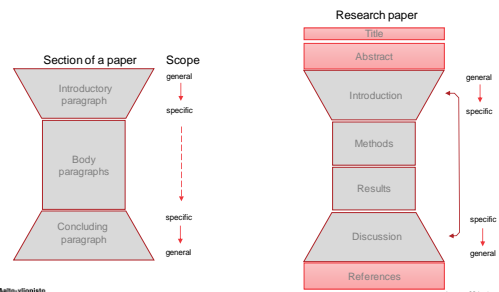 Section of a paper
Scope
Introductory
paragraph
general
specific
Body
paragraphs
Concluding
paragraph
specific
general
Research paper
Title
Abstract
Introduction
general
specific
Methods
Results
Discussion
specific
general
References